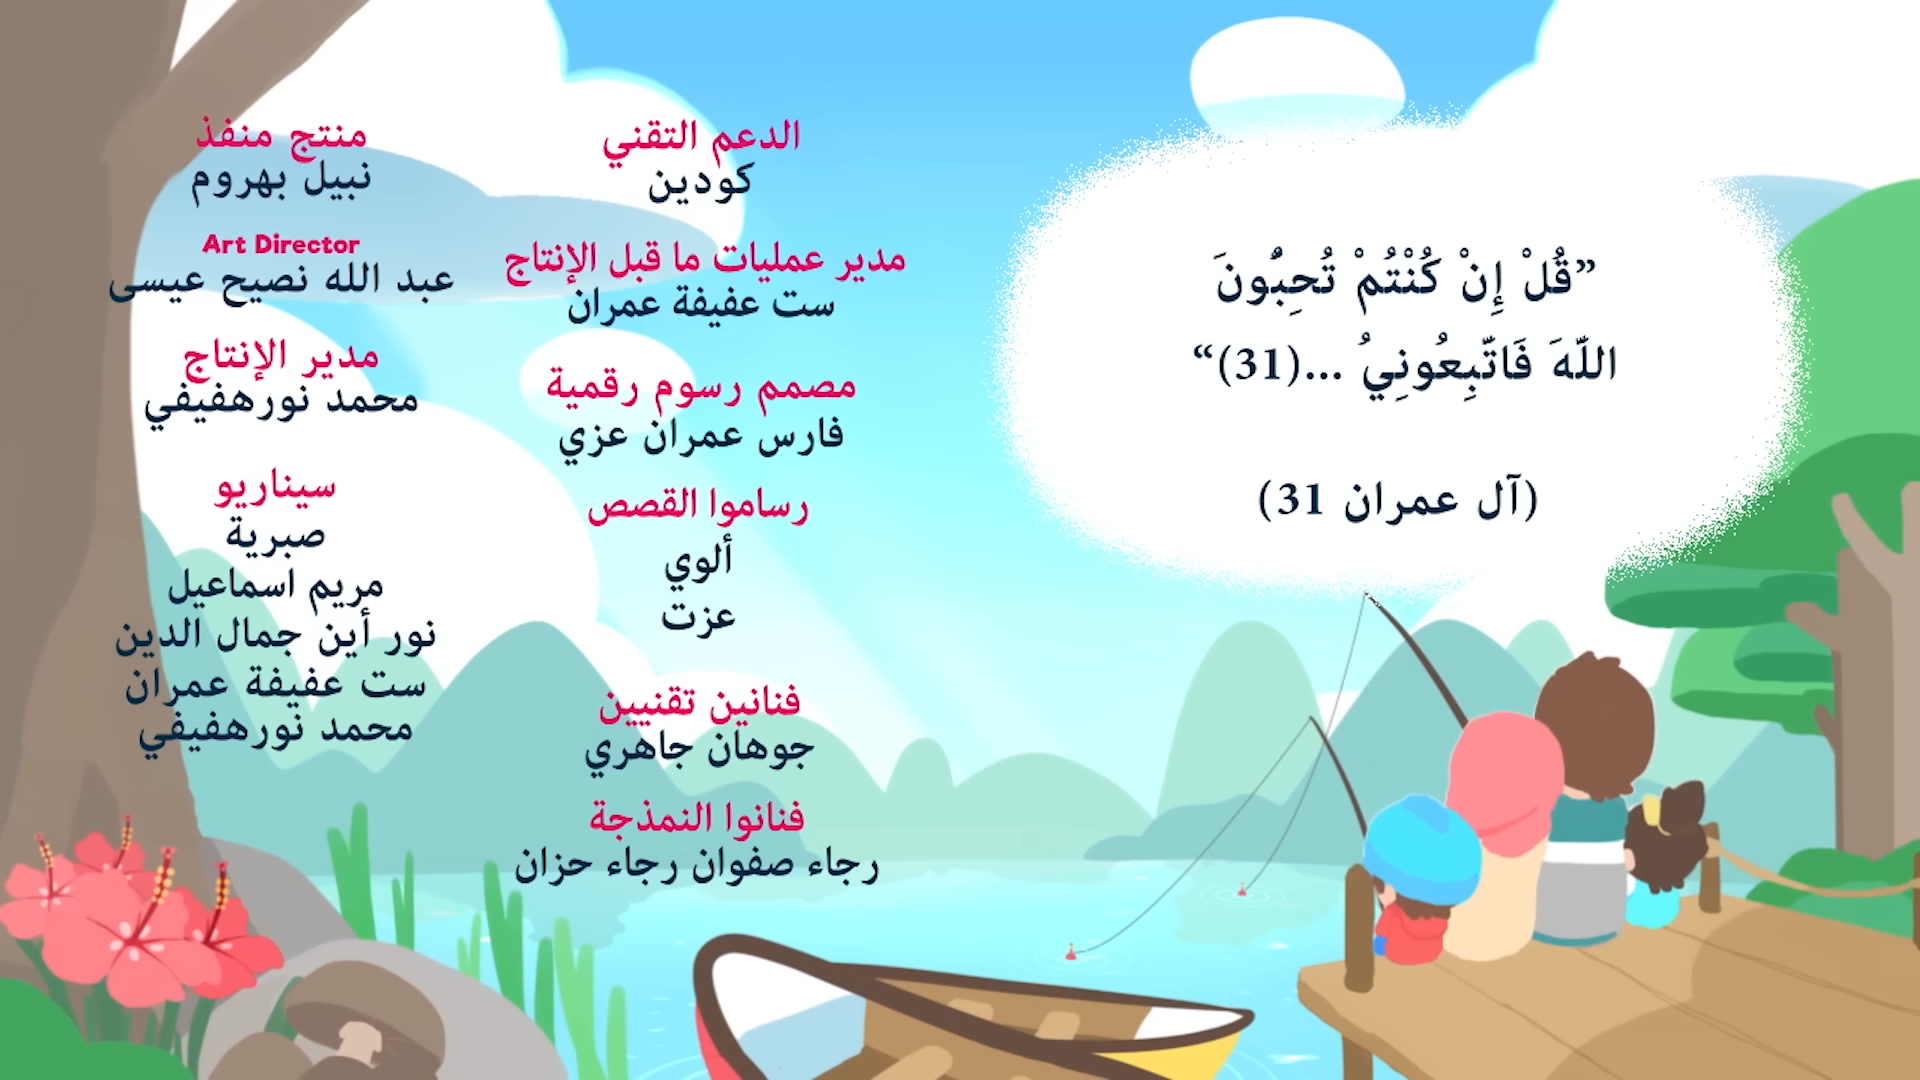 ”قُلْ إِنْ كُنْتُمْ تُحِبُّونَ
اللّهَ فَاتّبِعُونِيُ ...(31)“
(آل عمران 31)
الدعم التقني
كودين
مدير عمليات ما قبل الإنتاج
ست عفيفة عمران
مصمم رسوم رقمية
فارس عمران عزي
رساموا القصص
ألوي
عزت
فنانين تقنيين
جوهان جاهري
فنانوا النمذجة
رجاء صفوان رجاء حزان
منتج منفذ
نبيل بهروم
Art Director
عبد الله نصيح عيسى
مدير الإنتاج
محمد نورهفيفي
سيناريو
صبرية
مريم اسماعيل
نور أين جمال الدين
ست عفيفة عمران
محمد نورهفيفي